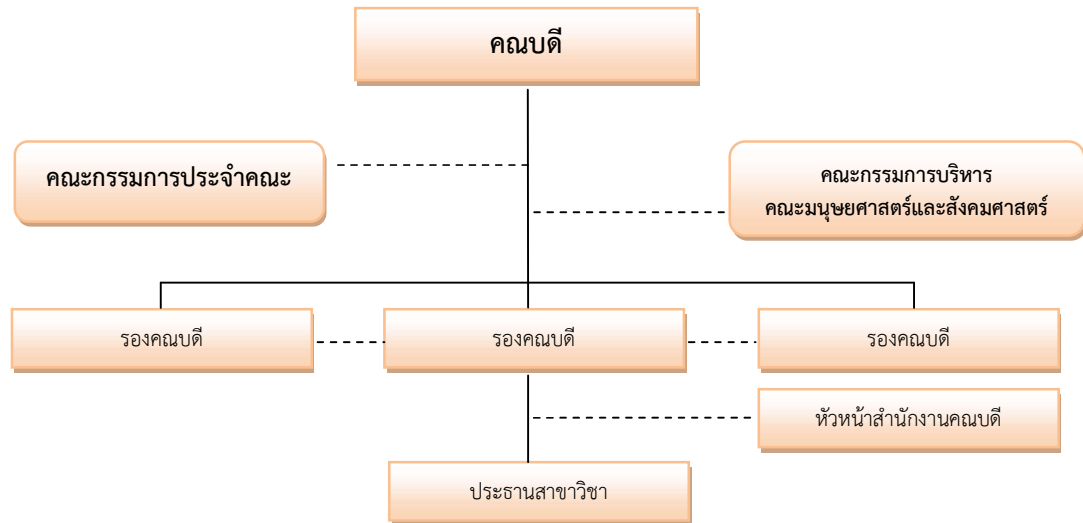 คณบดี
คณะกรรมการประจำคณะ
คณะกรรมการบริหาร
คณะมนุษยศาสตร์และสังคมศาสตร์
รองคณบดี
รองคณบดี
รองคณบดี
หัวหน้าสำนักงานคณบดี
ประธานสาขาวิชา